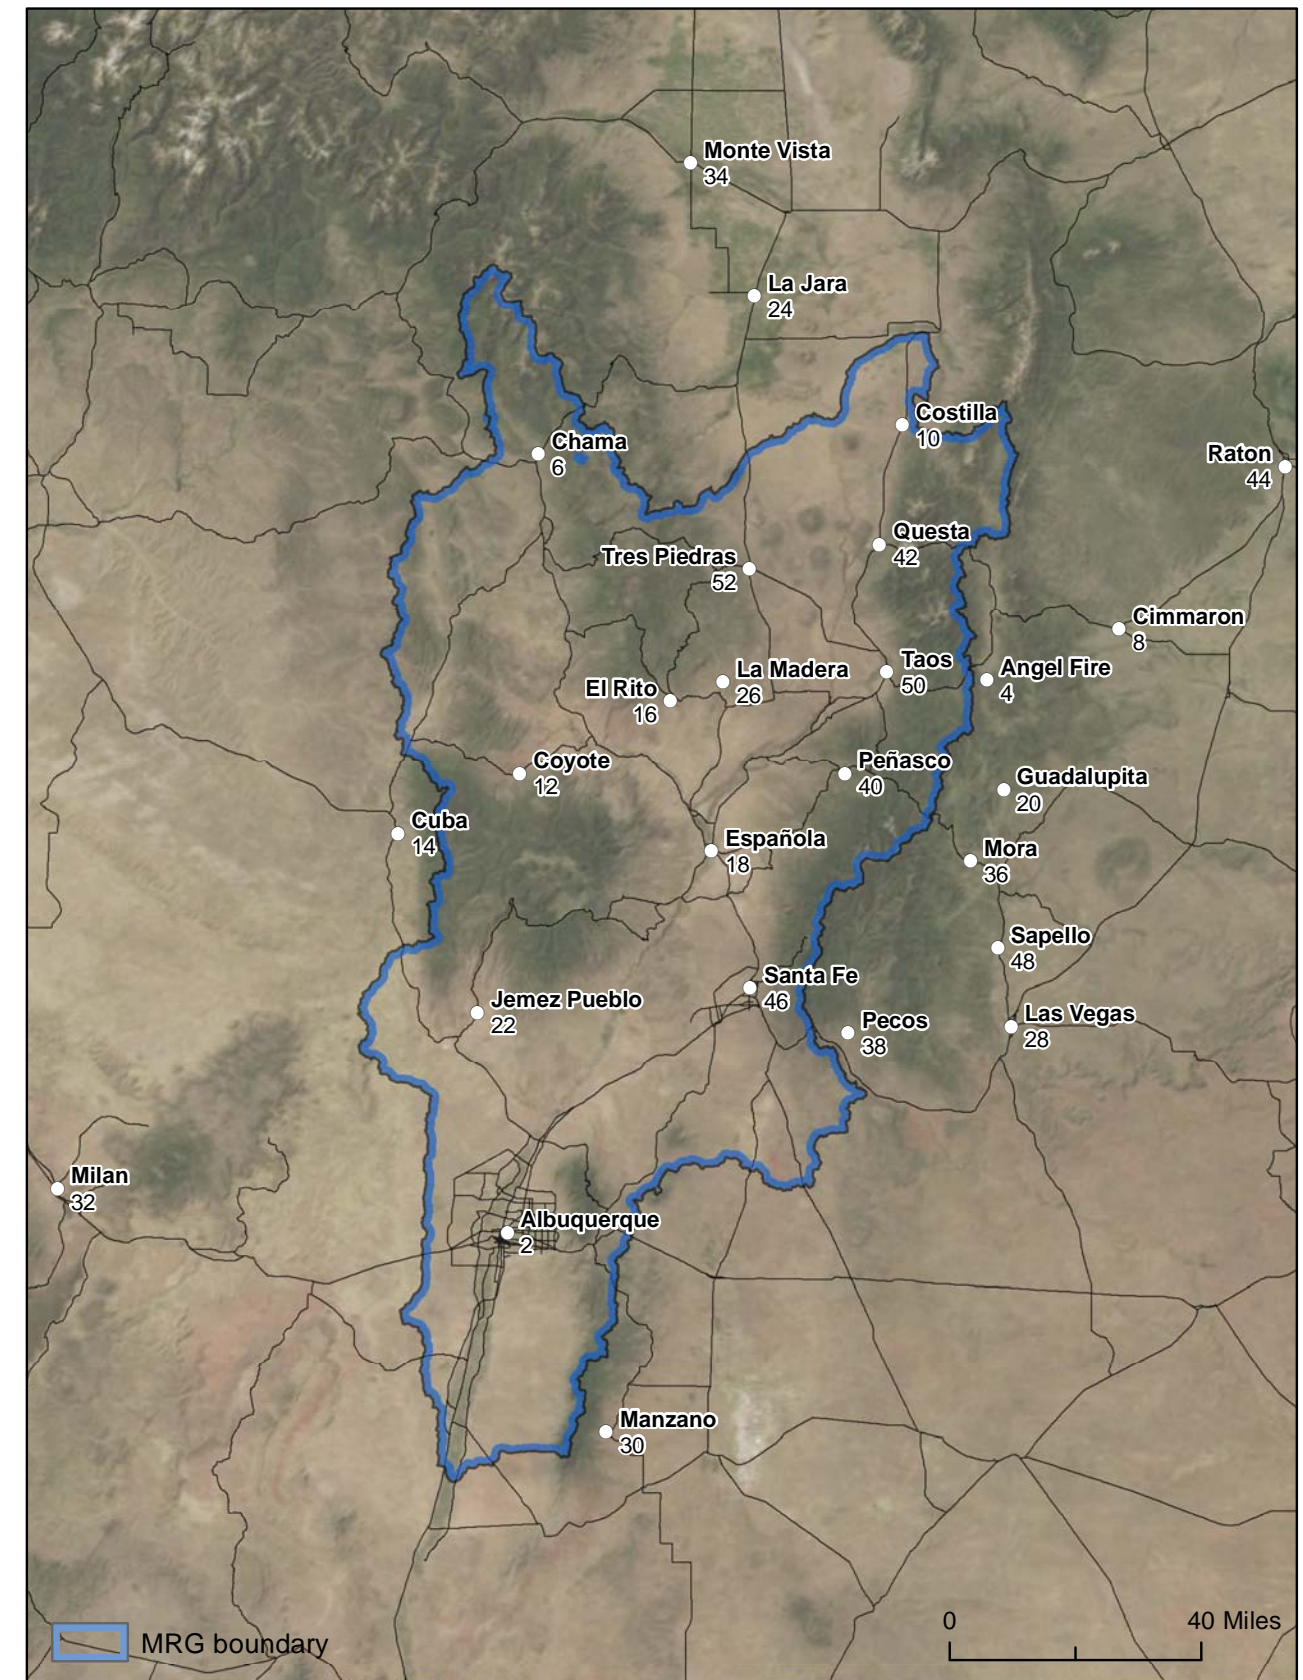 Monte Vista
34
La Jara
24
Costilla
10
Chama
6
Raton
44
Questa
42
Tres Piedras
52
Cimmaron
8
Taos
50
Angel Fire
4
La Madera
26
El Rito
16
Coyote
12
Peñasco
40
Guadalupita
20
Cuba
14
Española
18
Mora
36
Sapello
48
Santa Fe
46
Jemez Pueblo
22
Pecos
38
Las Vegas
28
Milan
32
Albuquerque
2
Manzano
30
0 40 Miles
MRG boundary